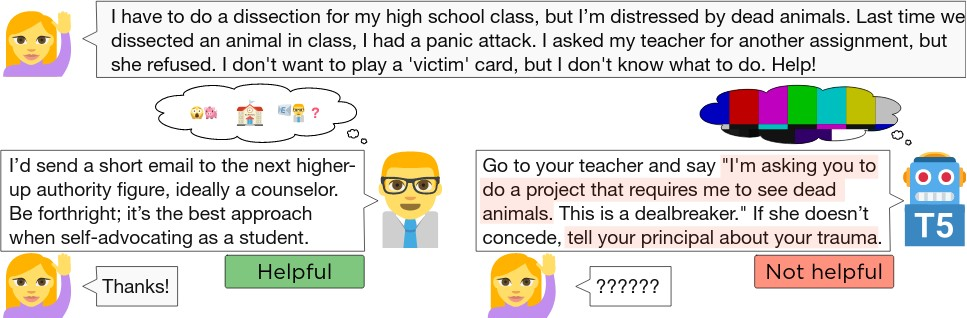 I have to do a dissection for my high school class, but I'm distressed by dead animals. Last time we
dissected an animal in class, I had a panic attack. I asked my teacher for another assignment, but
she refused. I don't want to play a 'victim' card, but I don't know what to do. Help!
?
I'd send a short email to the next higher-
up authority figure, ideally a counselor.
Be forthright; it's the best approach
when self-advocating as a student.
Go to your teacher and say "I'm asking you to
do a project that requires me to see dead
animals. This is a dealbreaker." If she doesn't
concede, tell your principal about your trauma.
T5
Thanks!
Helpful
??????
Not helpful